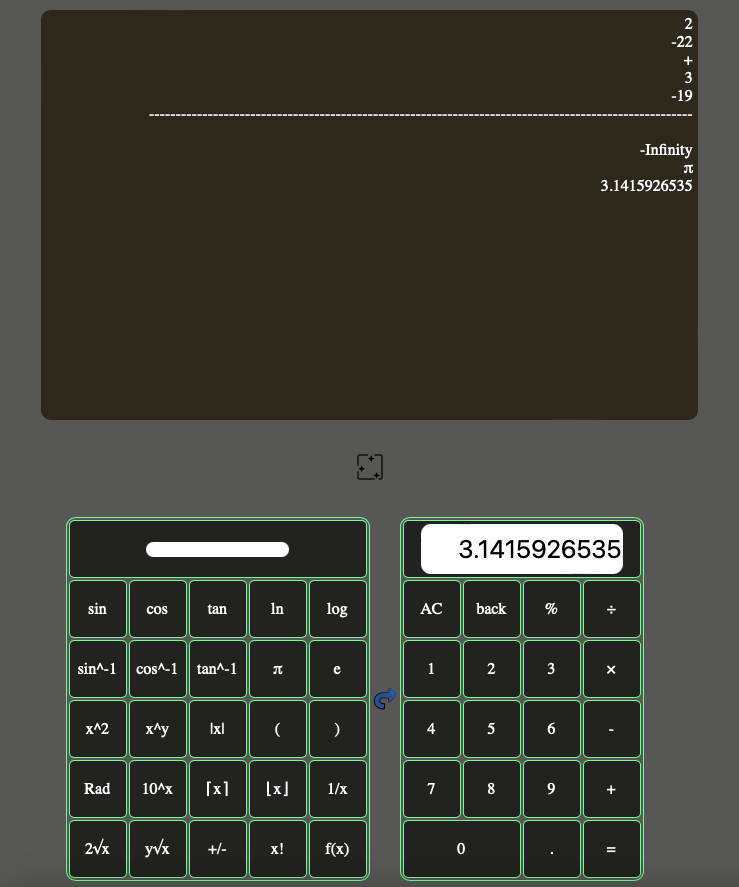 2
-22
+
3
-19
-----------------------------------------------------------------------------------------------------------
-Infinity
π
3.1415926535
3.1415926535
sin cos tan ln log
AC back % ÷
sin^-1 cos^-1 tan^-1 π e
1 2 3 ×
x^2 x^y |x| ( )
4 5 6 -
Rad 10^x ⌈x⌉ ⌊x⌋ 1/x
7 8 9 +
2√x y√x +/- x! f(x)
0 . =